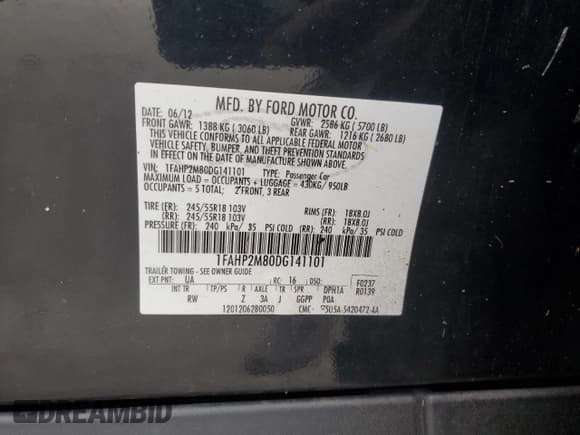 MFD. BY FORD MOTOR CO.
DATE: 06/12 GVWR: 2586 KG ( 5700 LB)
FRONT GAWR: 1388 KG ( 3060 LB) REAR GAWR: 1216 KG ( 2680 LB)
THIS VEHICLE CONFORMS TO ALL APPLICABLE FEDERAL MOTOR
VEHICLE SAFETY, BUMPER, AND THEFT PREVENTION STANDARDS
IN EFFECT ON THE DATE OF MANUFACTURE SHOWN ABOVE.
VIN: 1FAHP2M80DG141101 TYPE: Passenger Car
MAXIMUM LOAD = OCCUPANTS + LUGGAGE = 430KG/ 950LB
OCCUPANTS = 5 TOTAL: 2 FRONT, 3 REAR
TIRE (FR): 245/55R18 103V RIMS (FR): 18X8.0J
(RR): 245/55R18 103V (RR): 18X8.0J
PRESSURE (FR): 240 kPa/ 35 PSI COLD (RR): 240 kPa/ 35 PSI COLD
1FAHP2M80DG141101
TRAILER TOWING - SEE OWNER GUIDE
EXT PNT: UA RC: 16 DSO: F0237
INT TR TP/PS R AXLE TR SPR DPH1A R0139
RW Z 3A J GGPP POA
1201206280050 CMC 5U5A-5420472-AA
DREAMBID